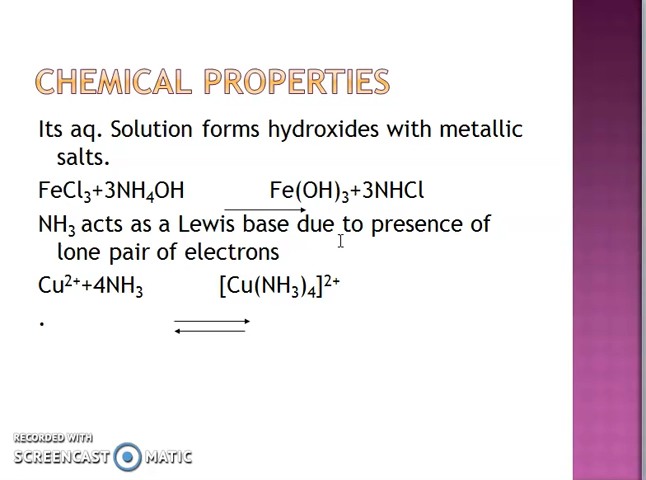 CHEMICAL PROPERTIES
Its aq. Solution forms hydroxides with metallic
salts.
FeCl₃+3NH₄OH → Fe(OH)₃+3NHCl
NH₃ acts as a Lewis base due to presence of
lone pair of electrons
Cu²⁺+4NH₃ [Cu(NH₃)₄]²⁺
.
RECORDED WITH
SCREENCAST MATIC